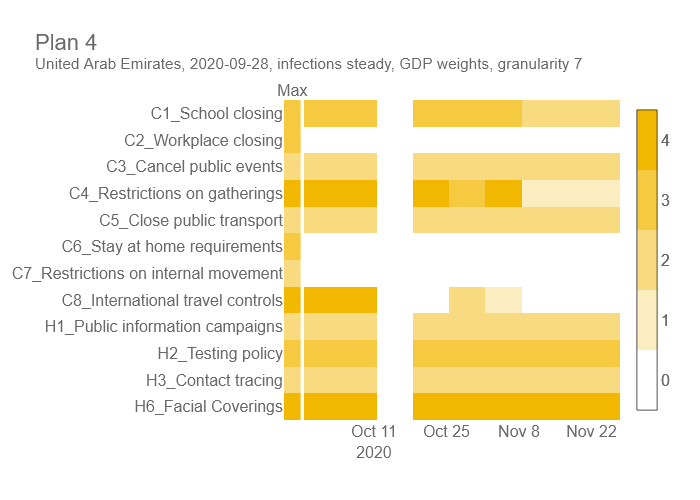 Plan 4
United Arab Emirates, 2020-09-28, infections steady, GDP weights, granularity 7
Max
C1_School closing
C2_Workplace closing
C3_Cancel public events
C4_Restrictions on gatherings
C5_Close public transport
C6_Stay at home requirements
C7_Restrictions on internal movement
C8_International travel controls
H1_Public information campaigns
H2_Testing policy
H3_Contact tracing
H6_Facial Coverings
4
3
2
1
0
Oct 11 Oct 25 Nov 8 Nov 22
2020